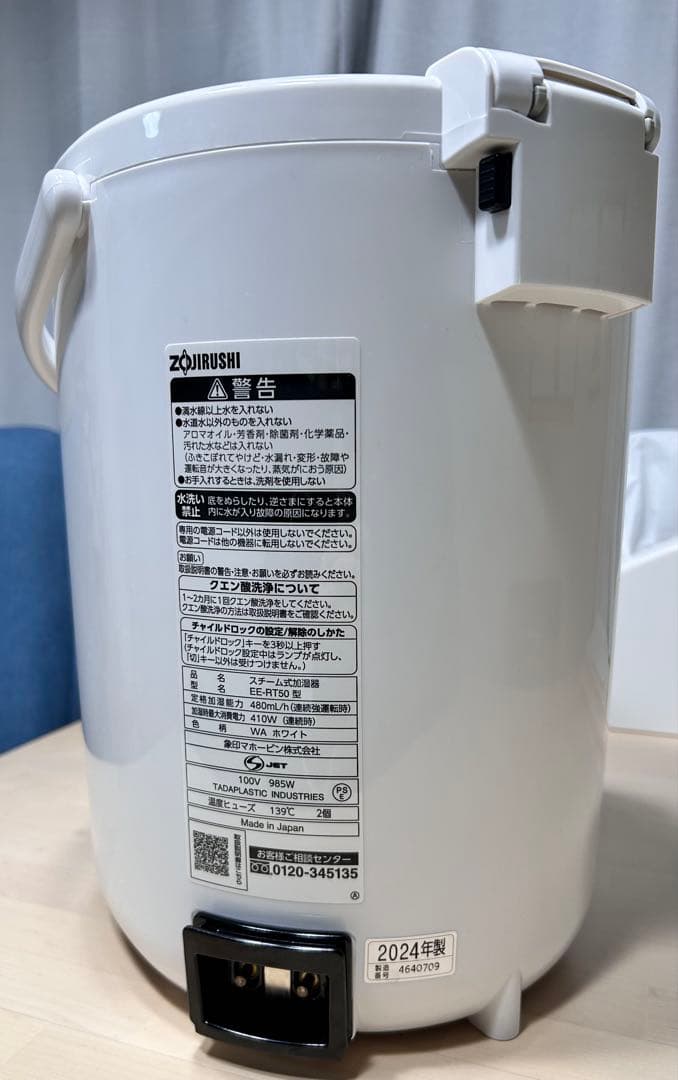 ZOJIRUSHI
警告
●満水線以上水を入れない
●水道水以外のものを入れない
アロマオイル・芳香剤・除菌剤・化学薬品・
汚れた水などは入れない
(ふきこぼれてやけど・水漏れ・変形・故障や
運転音が大きくなったり、蒸気がにおう原因)
●お手入れするときは、洗剤を使用しない
水洗い禁止
底をぬらしたり、逆さまにすると本体
内に水が入り故障の原因になります。
専用の電源コード以外は使用しないでください。
電源コードは他の機器に転用しないでください。
お願い
取扱説明書の警告・注意・お願いを必ずお読みください。
クエン酸洗浄について
1～2カ月に1回クエン酸洗浄をしてください。
クエン酸洗浄の方法は取扱説明書をご確認ください。
チャイルドロックの設定/解除のしかた
「チャイルドロック」キーを3秒以上押す
(チャイルドロック設定中はランプが点灯し、
「切」キー以外は受けつけません。)
品名 スチーム式加湿器
型名 EE-RT50 型
定格加湿能力 480mL/h(連続強運転時)
加湿時最大消費電力 410W (連続時)
色柄 WA ホワイト
象印マホービン株式会社
S JET
100V 985W
TADAPLASTIC INDUSTRIES
PSE
温度ヒューズ 139℃ 2個
Made in Japan
お客様ご相談センター
0120-345135
Ⓐ
2024年製
製造番号 4640709